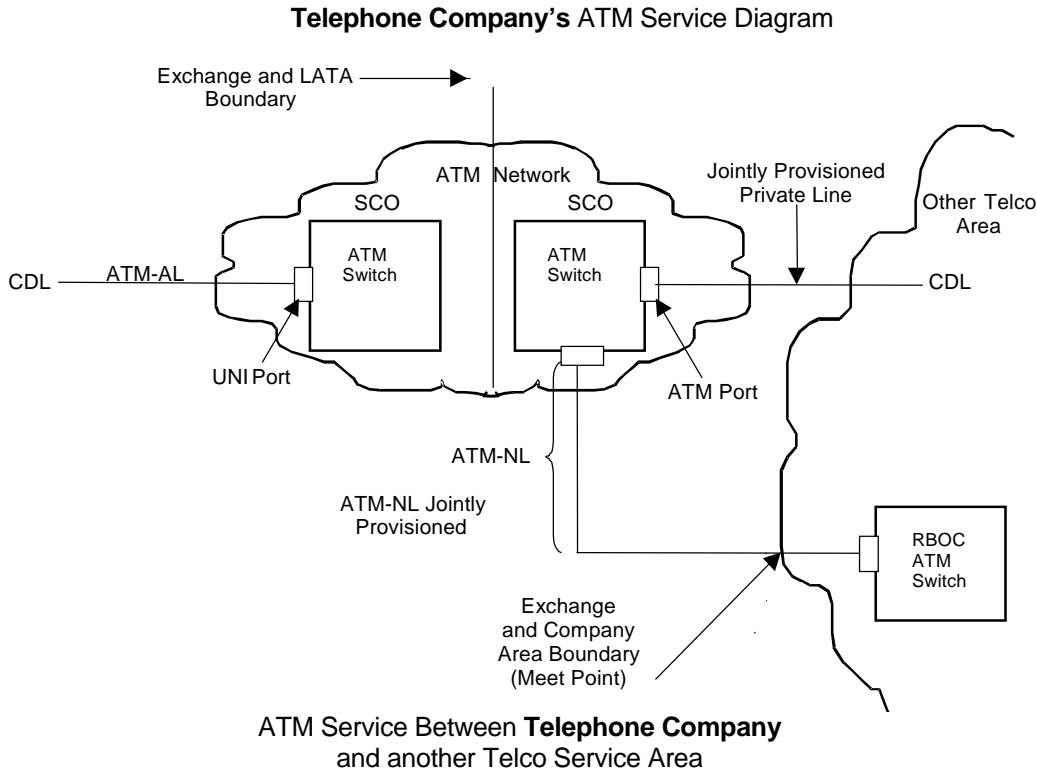 Telephone Company's ATM Service Diagram
Exchange and LATA
Boundary
ATM Network
SCO
SCO
Jointly Provisioned
Private Line
Other Telco
Area
ATM
Switch
ATM
Switch
CDL
ATM-AL
CDL
UNI Port
ATM Port
ATM-NL
ATM-NL Jointly
Provisioned
RBOC
ATM
Switch
Exchange
and Company
Area Boundary
(Meet Point)
ATM Service Between Telephone Company
and another Telco Service Area